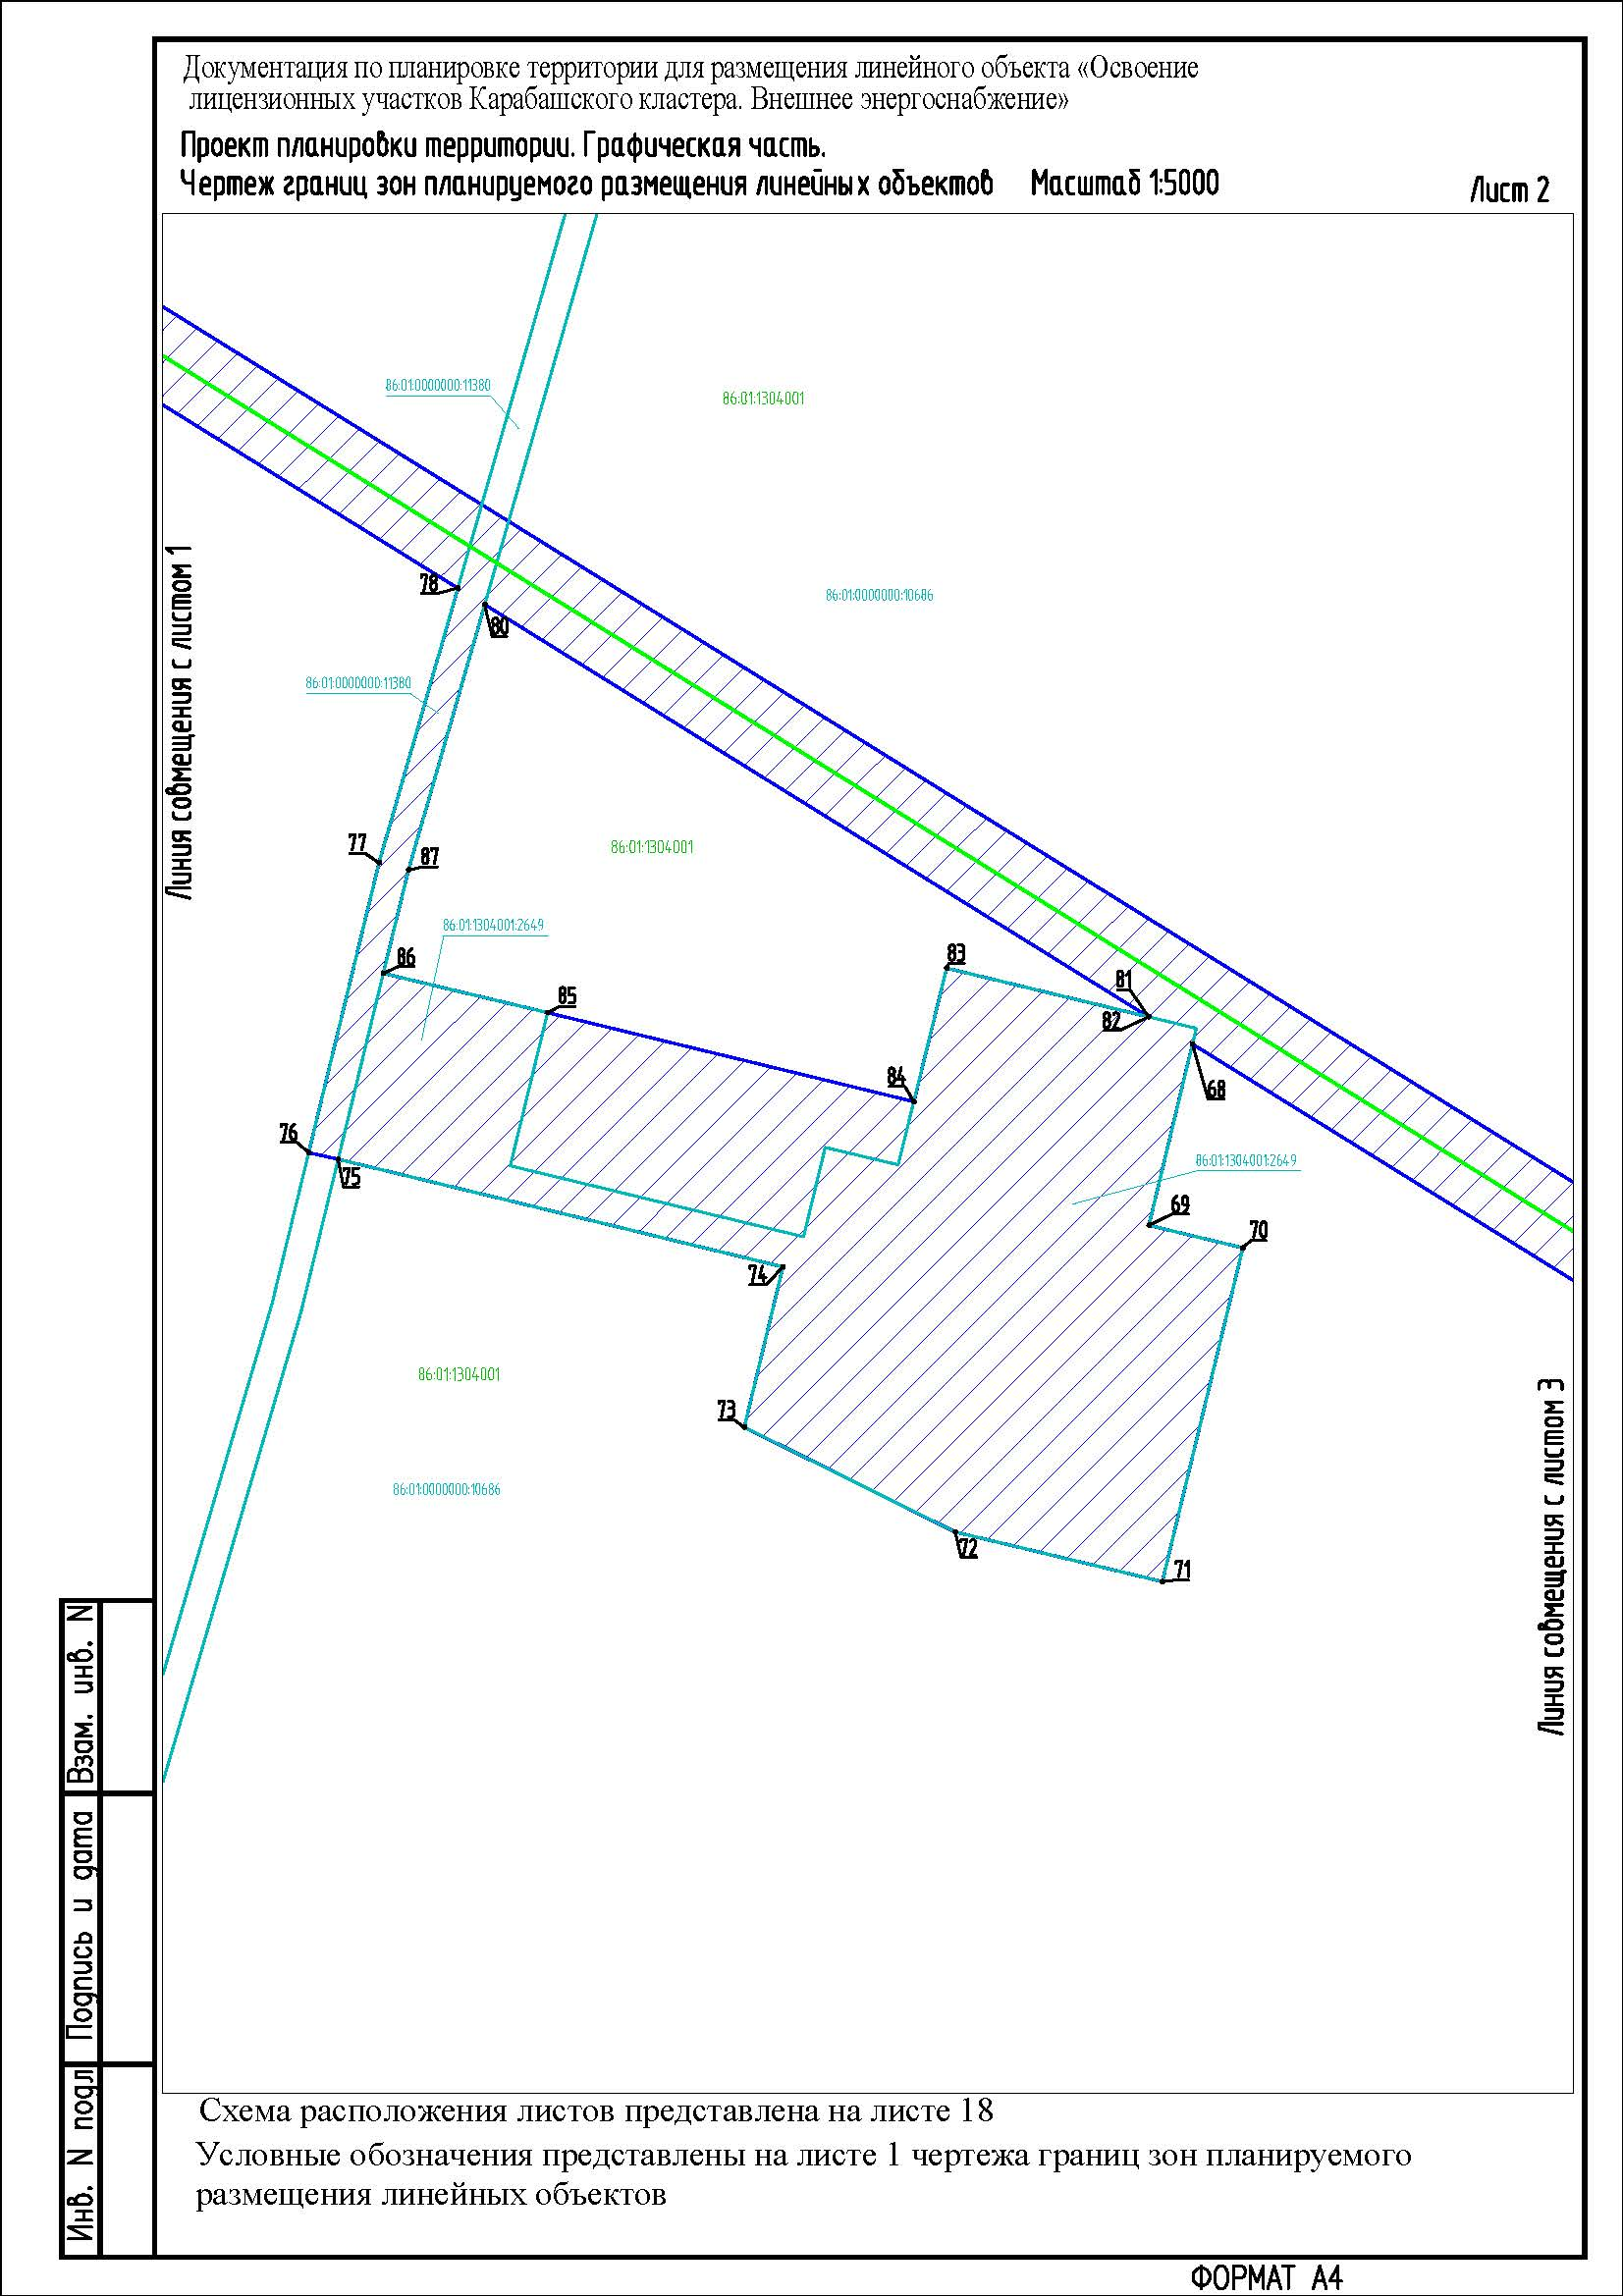 Документация по планировке территории для размещения линейного объекта «Освоение
лицензионных участков Карабашского кластера. Внешнее энергоснабжение»
Проект планировки территории. Графическая часть.
Чертеж границ зон планируемого размещения линейных объектов Масштаб 1:5000
Лист 2
86:01:0000000:11380
86:01:1304001
Линия совмещения с листом 1
78
86:01:0000000:10686
80
86:01:0000000:11380
77
87
86:01:1304001
86:01:1304001:2649
86
83
85
81
82
84
68
76
75
86:01:1304001:2649
69
70
74
86:01:1304001
73
Линия совмещения с листом 3
86:01:0000000:10686
72
71
Взам. инв. N
Подпись и дата
Инв. N подл
Схема расположения листов представлена на листе 18
Условные обозначения представлены на листе 1 чертежа границ зон планируемого
размещения линейных объектов
ФОРМАТ А4